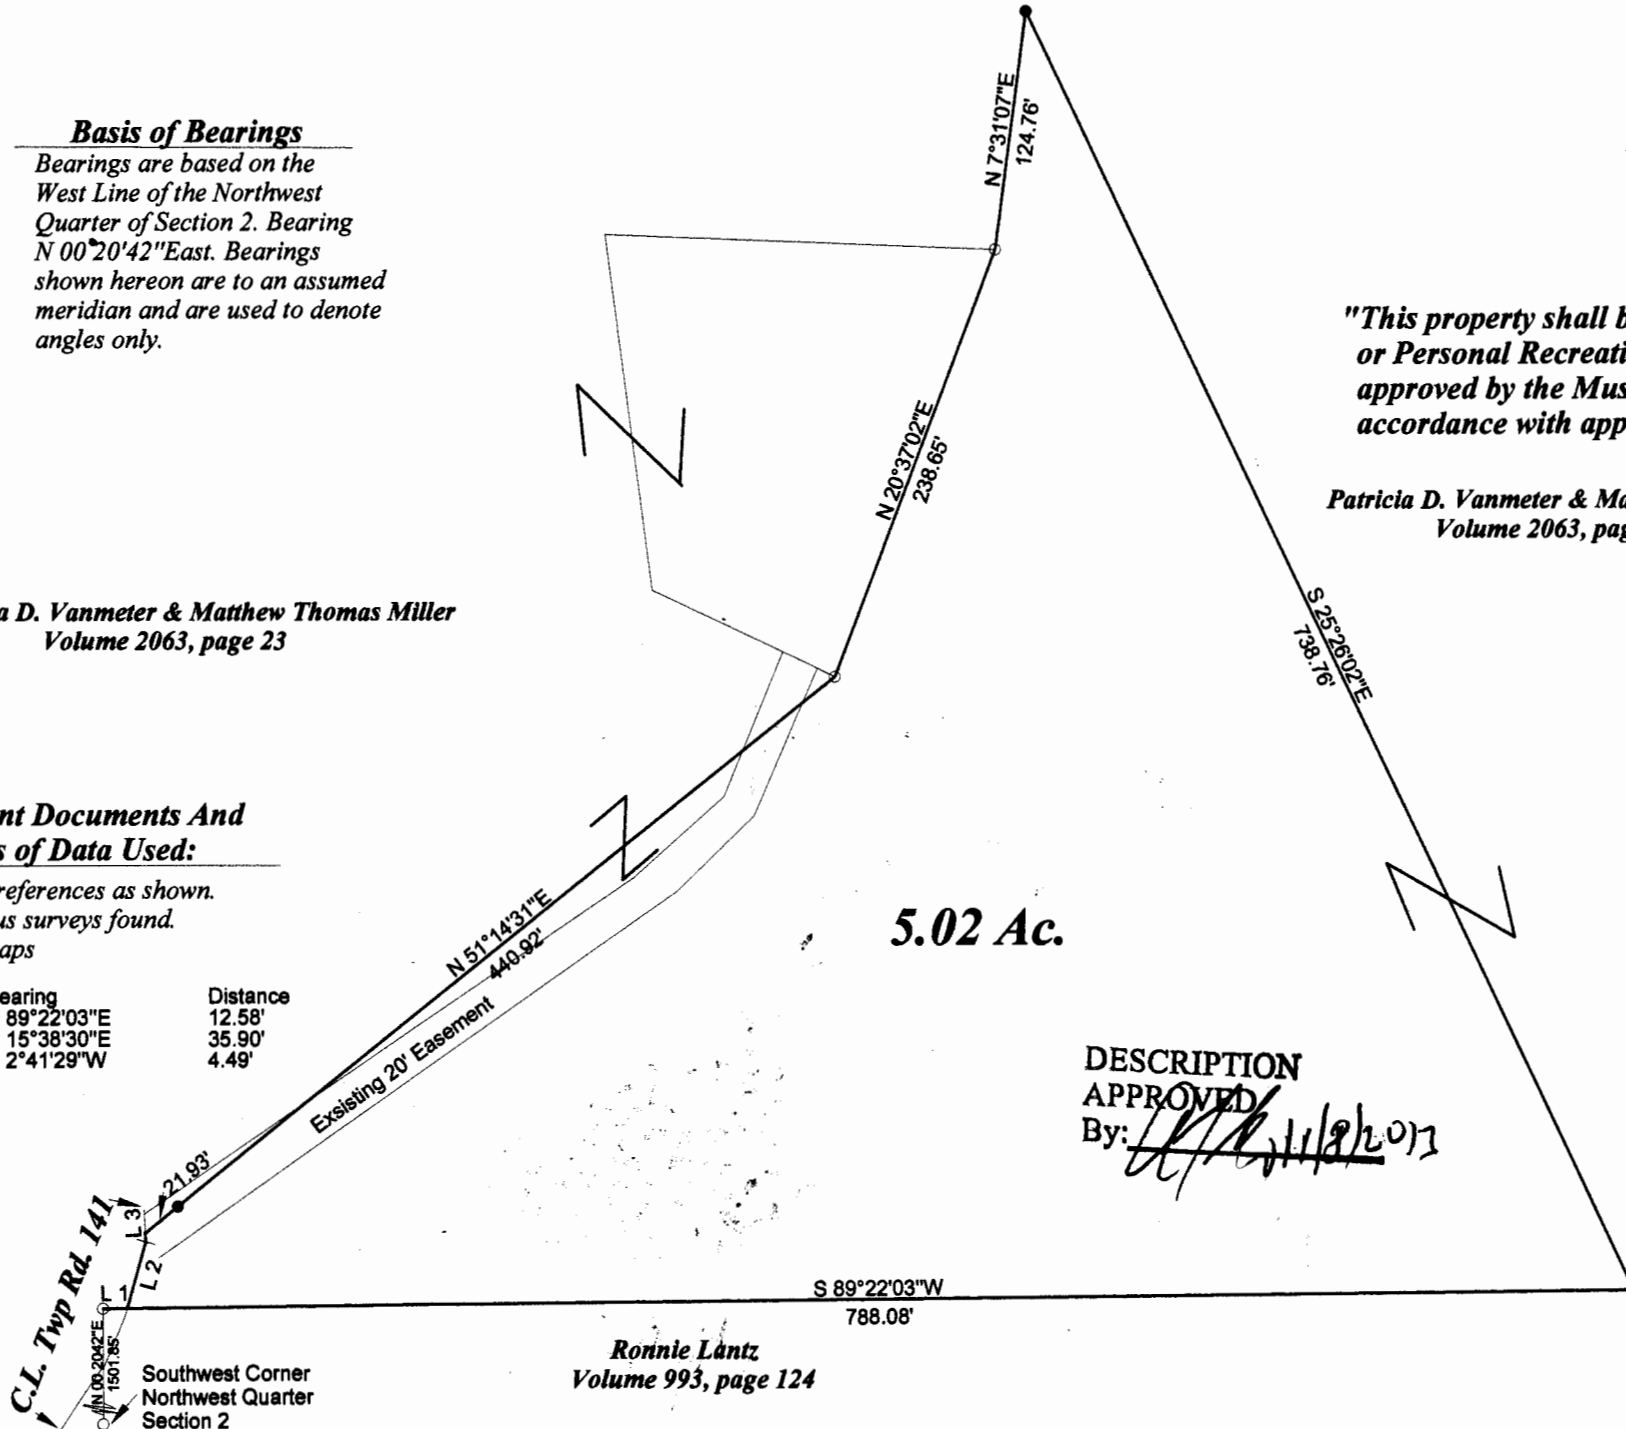 Basis of Bearings
Bearings are based on the
West Line of the Northwest
Quarter of Section 2. Bearing
N 00°20'42"East. Bearings
shown hereon are to an assumed
meridian and are used to denote
angles only.
N 7°31'07"E
124.76'
N 20°37'02"E
238.65'
"This property shall b
or Personal Recreati
approved by the Mus
accordance with app
Patricia D. Vanmeter & Ma
Volume 2063, pag
S 25°26'02"E
738.76'
a D. Vanmeter & Matthew Thomas Miller
Volume 2063, page 23
nt Documents And
s of Data Used:
references as shown.
us surveys found.
aps
earing Distance
89°22'03"E 12.58'
15°38'30"E 35.90'
2°41'29"W 4.49'
N 51°14'31"E
440.92'
Exsisting 20' Easement
5.02 Ac.
DESCRIPTION
APPROVED
By: 11/8/2017
21.93'
L 3
L 2
L 1
C.L. Twp Rd. 141
S 89°22'03"W
788.08'
N 00.2042"E
1501.85'
Southwest Corner
Northwest Quarter
Section 2
Ronnie Lantz
Volume 993, page 124